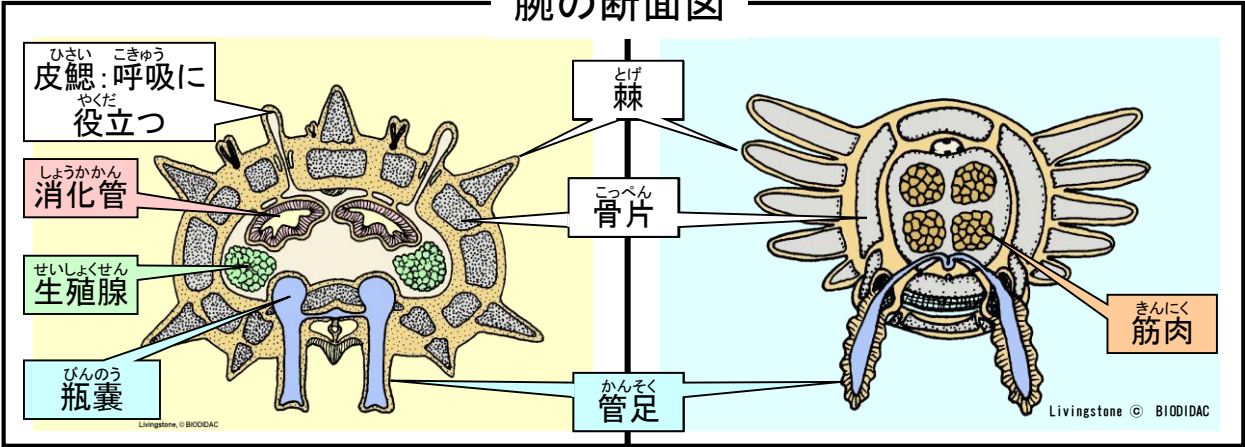 腕の断面図
ひさい こきゅう
皮鰓：呼吸に
やくだ
役立つ
とげ
棘
しょうかかん
消化管
こっぺん
骨片
せいしょくせん
生殖腺
きんにく
筋肉
びんのう
瓶嚢
かんそく
管足
Livingstone, © BIODIDAC
Livingstone © BIODIDAC